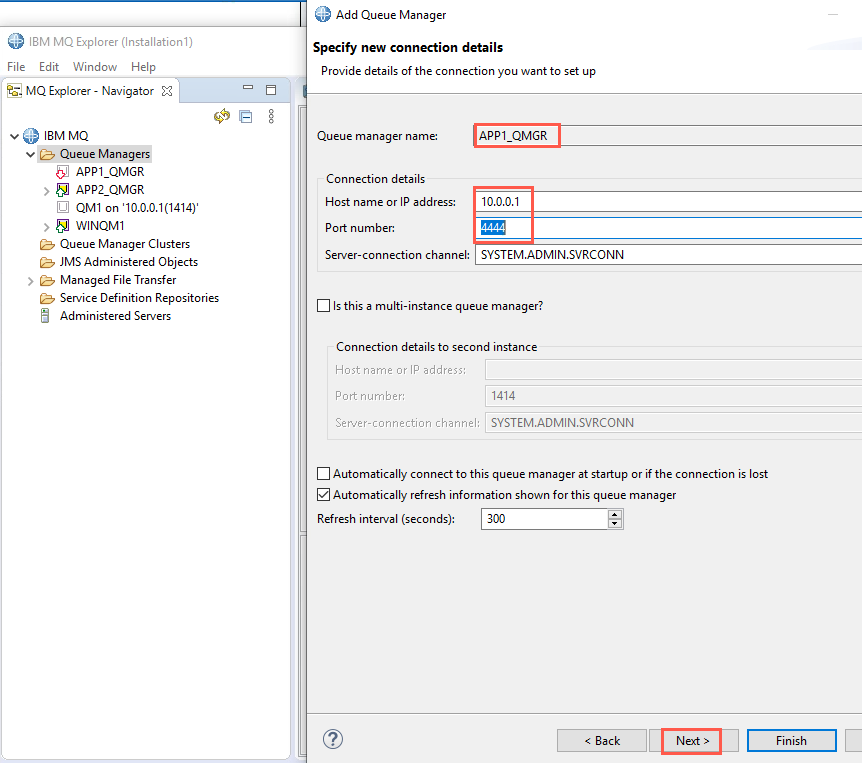 IBM MQ Explorer (Installation1)
File Edit Window Help
MQ Explorer - Navigator
IBM MQ
Queue Managers
APP1_QMGR
APP2_QMGR
QM1 on '10.0.0.1(1414)'
WINQM1
Queue Manager Clusters
JMS Administered Objects
Managed File Transfer
Service Definition Repositories
Administered Servers
Add Queue Manager
Specify new connection details
Provide details of the connection you want to set up
Queue manager name: APP1_QMGR
Connection details
Host name or IP address: 10.0.0.1
Port number: 4444
Server-connection channel: SYSTEM.ADMIN.SVRCONN
Is this a multi-instance queue manager?
Connection details to second instance
Host name or IP address:
Port number: 1414
Server-connection channel: SYSTEM.ADMIN.SVRCONN
Automatically connect to this queue manager at startup or if the connection is lost
Automatically refresh information shown for this queue manager
Refresh interval (seconds): 300
? < Back Next > Finish